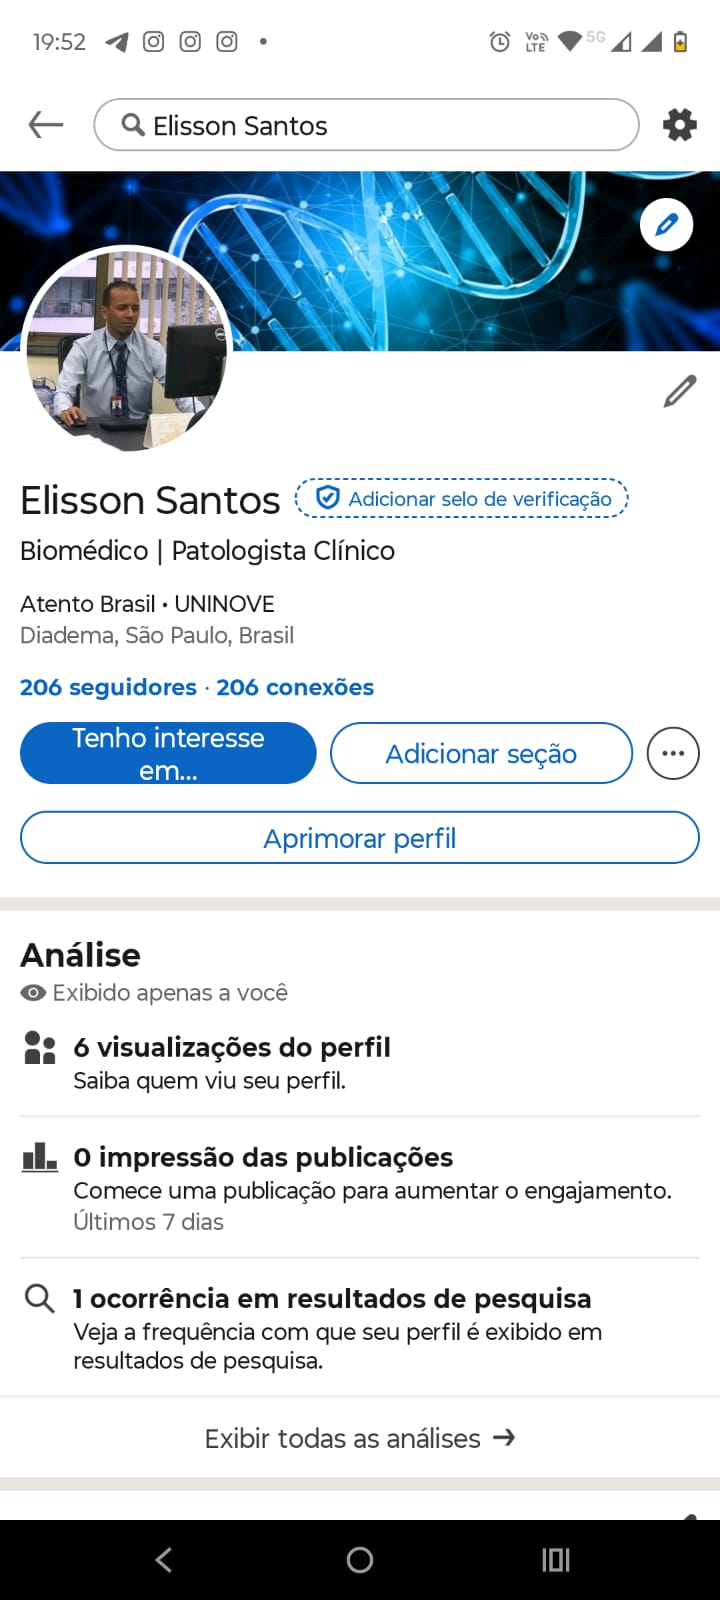 19:52
Vo
LTE
5G
Elisson Santos
Elisson Santos
Adicionar selo de verificação
Biomédico | Patologista Clínico
Atento Brasil • UNINOVE
Diadema, São Paulo, Brasil
206 seguidores · 206 conexões
Tenho interesse
em...
Adicionar seção
Aprimorar perfil
Análise
Exibido apenas a você
6 visualizações do perfil
Saiba quem viu seu perfil.
0 impressão das publicações
Comece uma publicação para aumentar o engajamento.
Últimos 7 dias
1 ocorrência em resultados de pesquisa
Veja a frequência com que seu perfil é exibido em
resultados de pesquisa.
Exibir todas as análises →